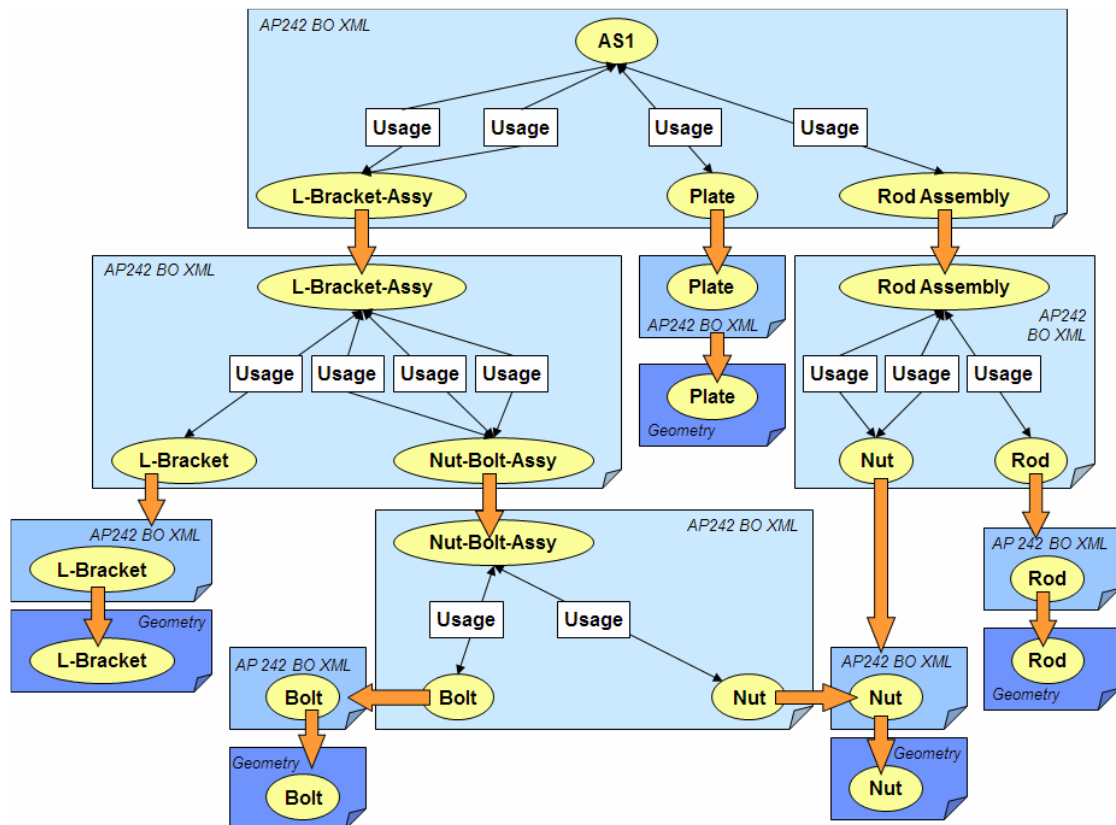 AP242 BO XML
AS1
Usage
Usage
Usage
Usage
L-Bracket-Assy
Plate
Rod Assembly
AP242 BO XML
L-Bracket-Assy
Usage
Usage
Usage
Usage
L-Bracket
Nut-Bolt-Assy
Plate
AP242 BO XML
Plate
Geometry
Rod Assembly
AP242
BO XML
Usage
Usage
Usage
Nut
Rod
AP242 BO XML
L-Bracket
Geometry
L-Bracket
AP242 BO XML
Nut-Bolt-Assy
Usage
Usage
Bolt
Nut
AP 242 BO XML
Bolt
Geometry
Bolt
AP242 BO XML
Nut
Geometry
Nut
AP 242 BO XML
Rod
Rod
Geometry